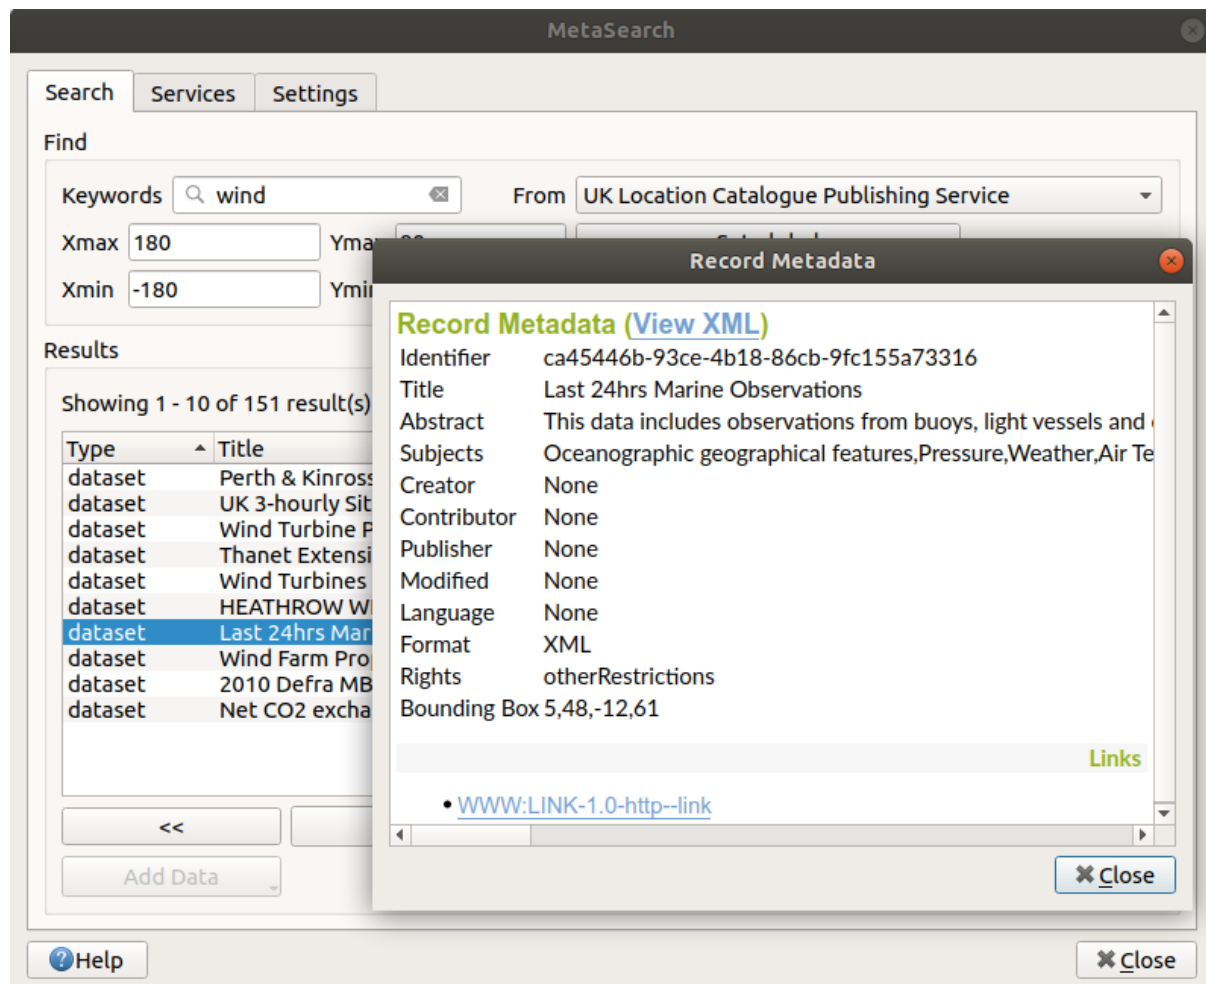 MetaSearch
Search Services Settings
Find
Keywords wind From UK Location Catalogue Publishing Service
Xmax 180
Xmin -180
Results
Showing 1 - 10 of 151 result(s)
Type Title
dataset Perth & Kinross
dataset UK 3-hourly Sit
dataset Wind Turbine P
dataset Thanet Extensi
dataset Wind Turbines
dataset HEATHROW WI
dataset Last 24hrs Mar
dataset Wind Farm Pro
dataset 2010 Defra MB
dataset Net CO2 excha
<<
Add Data
Help
Close
Record Metadata
Record Metadata (View XML)
Identifier ca45446b-93ce-4b18-86cb-9fc155a73316
Title Last 24hrs Marine Observations
Abstract This data includes observations from buoys, light vessels and
Subjects Oceanographic geographical features,Pressure,Weather,Air Te
Creator None
Contributor None
Publisher None
Modified None
Language None
Format XML
Rights otherRestrictions
Bounding Box 5,48,-12,61
Links
• WWW:LINK-1.0-http--link
Close